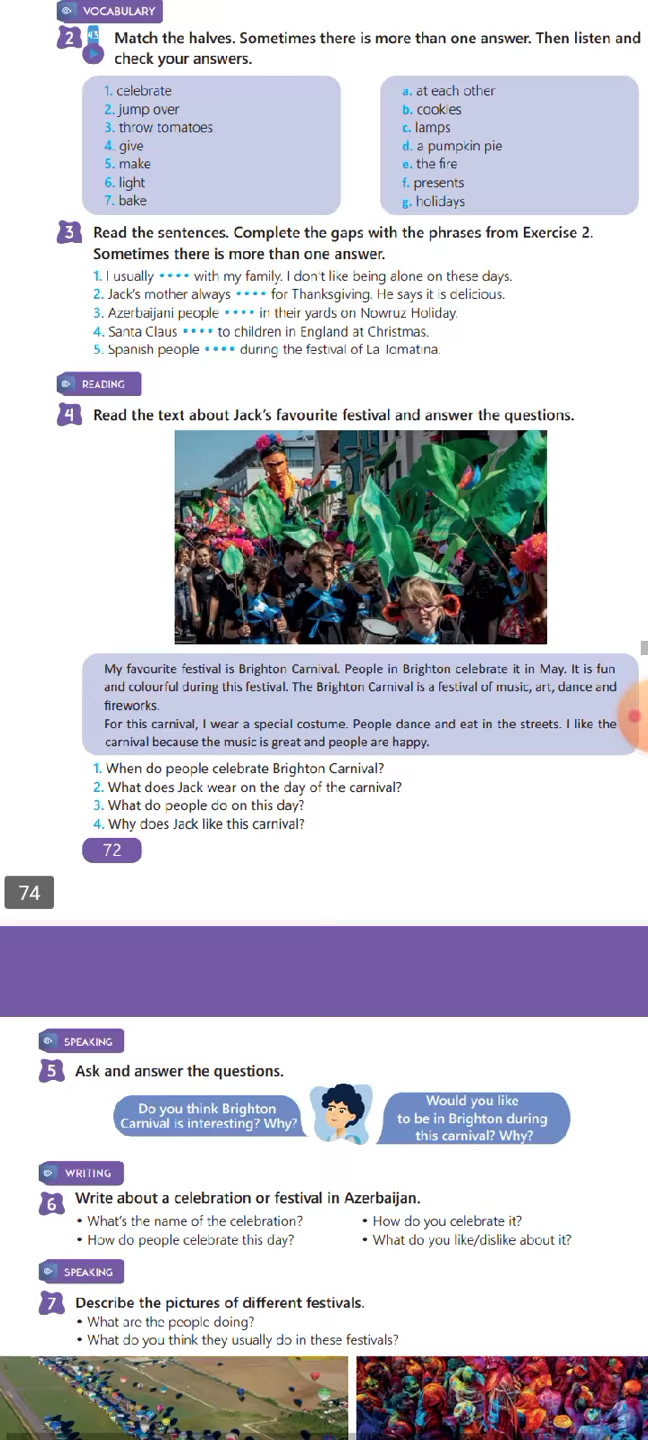 VOCABULARY
2 43 Match the halves. Sometimes there is more than one answer. Then listen and
check your answers.
1. celebrate
2. jump over
3. throw tomatoes
4. give
5. make
6. light
7. bake
a. at each other
b. cookies
c. lamps
d. a pumpkin pie
e. the fire
f. presents
g. holidays
3 Read the sentences. Complete the gaps with the phrases from Exercise 2.
Sometimes there is more than one answer.
1. I usually •••• with my family. I don't like being alone on these days.
2. Jack's mother always •••• for Thanksgiving. He says it is delicious.
3. Azerbaijani people •••• in their yards on Nowruz Holiday.
4. Santa Claus •••• to children in England at Christmas.
5. Spanish people •••• during the festival of La Tomatina.
READING
4 Read the text about Jack's favourite festival and answer the questions.
My favourite festival is Brighton Carnival. People in Brighton celebrate it in May. It is fun
and colourful during this festival. The Brighton Carnival is a festival of music, art, dance and
fireworks.
For this carnival, I wear a special costume. People dance and eat in the streets. I like the
carnival because the music is great and people are happy.
1. When do people celebrate Brighton Carnival?
2. What does Jack wear on the day of the carnival?
3. What do people do on this day?
4. Why does Jack like this carnival?
72
74
SPEAKING
5 Ask and answer the questions.
Do you think Brighton
Carnival is interesting? Why?
Would you like
to be in Brighton during
this carnival? Why?
WRITING
6 Write about a celebration or festival in Azerbaijan.
• What's the name of the celebration?
• How do people celebrate this day?
• How do you celebrate it?
• What do you like/dislike about it?
SPEAKING
7 Describe the pictures of different festivals.
• What are the people doing?
• What do you think they usually do in these festivals?